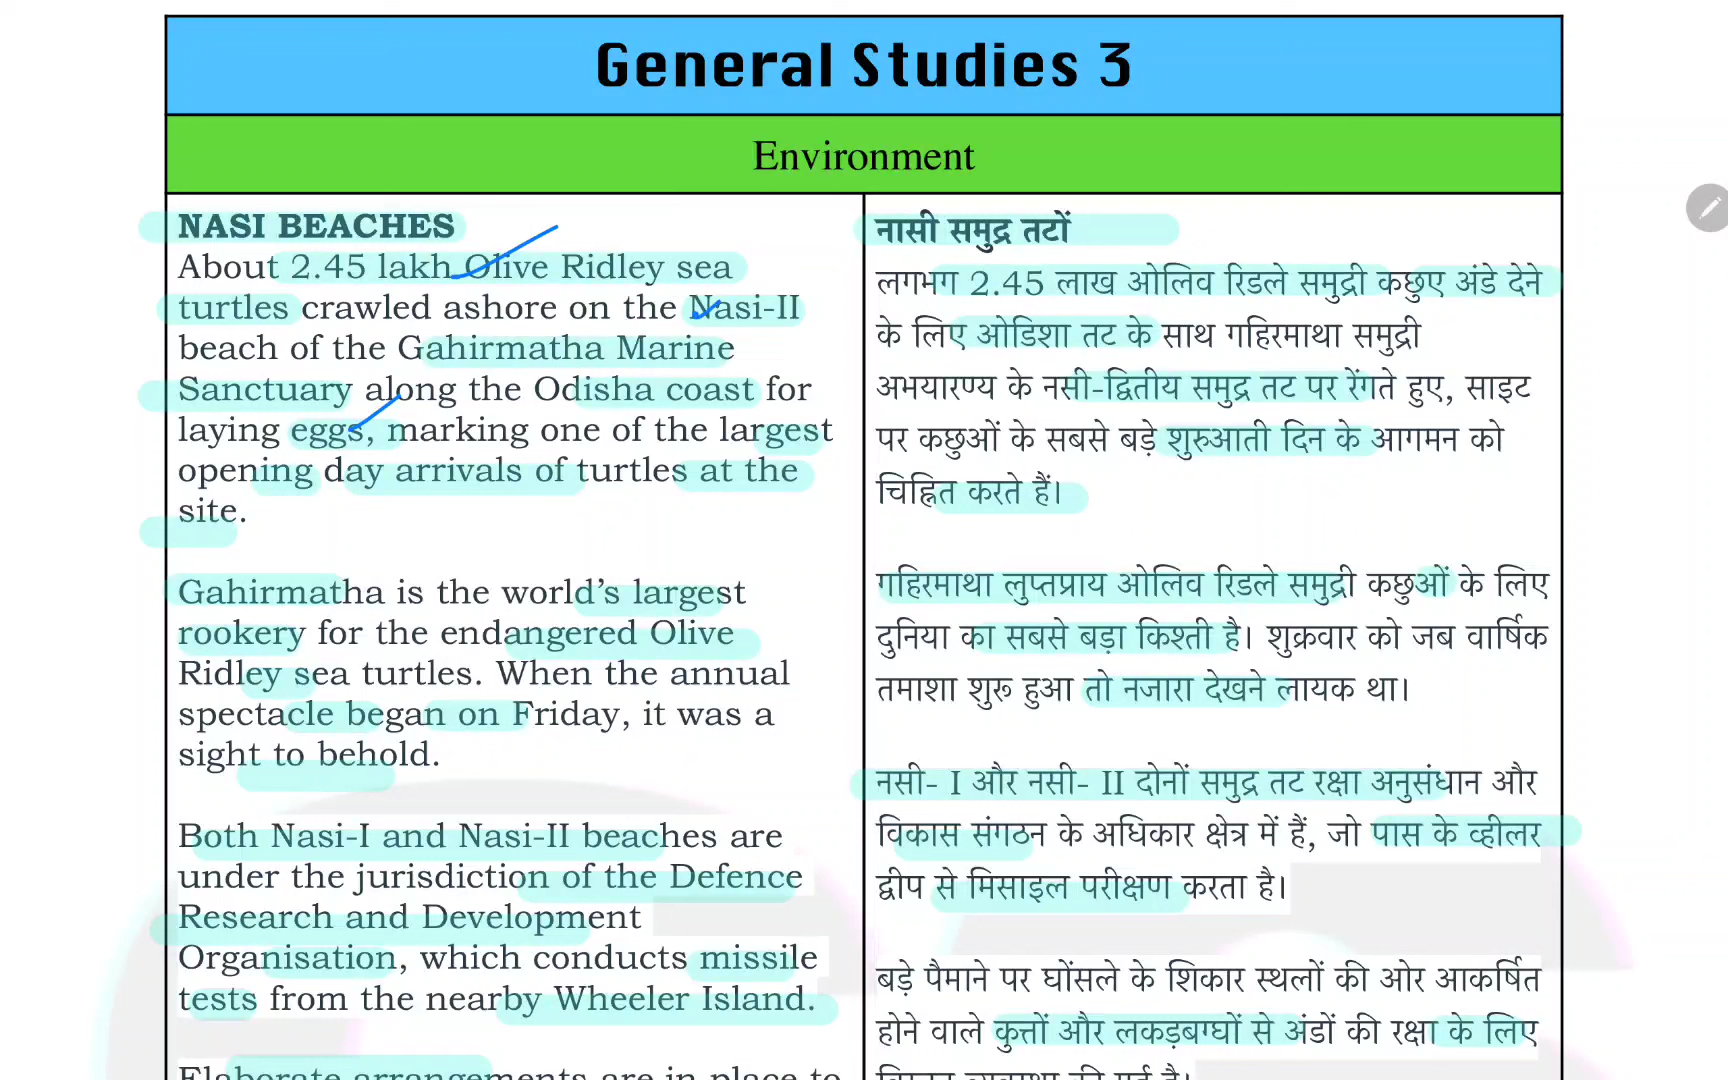 General Studies 3
Environment
NASI BEACHES
About 2.45 lakh Olive Ridley sea
turtles crawled ashore on the Nasi-II
beach of the Gahirmatha Marine
Sanctuary along the Odisha coast for
laying eggs, marking one of the largest
opening day arrivals of turtles at the
site.
Gahirmatha is the world’s largest
rookery for the endangered Olive
Ridley sea turtles. When the annual
spectacle began on Friday, it was a
sight to behold.
Both Nasi-I and Nasi-II beaches are
under the jurisdiction of the Defence
Research and Development
Organisation, which conducts missile
tests from the nearby Wheeler Island.
Elaborate arrangements are in place to
नासी समुद्र तटों
लगभग 2.45 लाख ओलिव रिडले समुद्री कछुए अंडे देने
के लिए ओडिशा तट के साथ गहिरमाथा समुद्री
अभयारण्य के नसी-द्वितीय समुद्र तट पर रेंगते हुए, साइट
पर कछुओं के सबसे बड़े शुरुआती दिन के आगमन को
चिह्नित करते हैं।
गहिरमाथा लुप्तप्राय ओलिव रिडले समुद्री कछुओं के लिए
दुनिया का सबसे बड़ा किश्ती है। शुक्रवार को जब वार्षिक
तमाशा शुरू हुआ तो नजारा देखने लायक था।
नसी- I और नसी- II दोनों समुद्र तट रक्षा अनुसंधान और
विकास संगठन के अधिकार क्षेत्र में हैं, जो पास के व्हीलर
द्वीप से मिसाइल परीक्षण करता है।
बड़े पैमाने पर घोंसले के शिकार स्थलों की ओर आकर्षित
होने वाले कुत्तों और लकड़बग्घों से अंडों की रक्षा के लिए